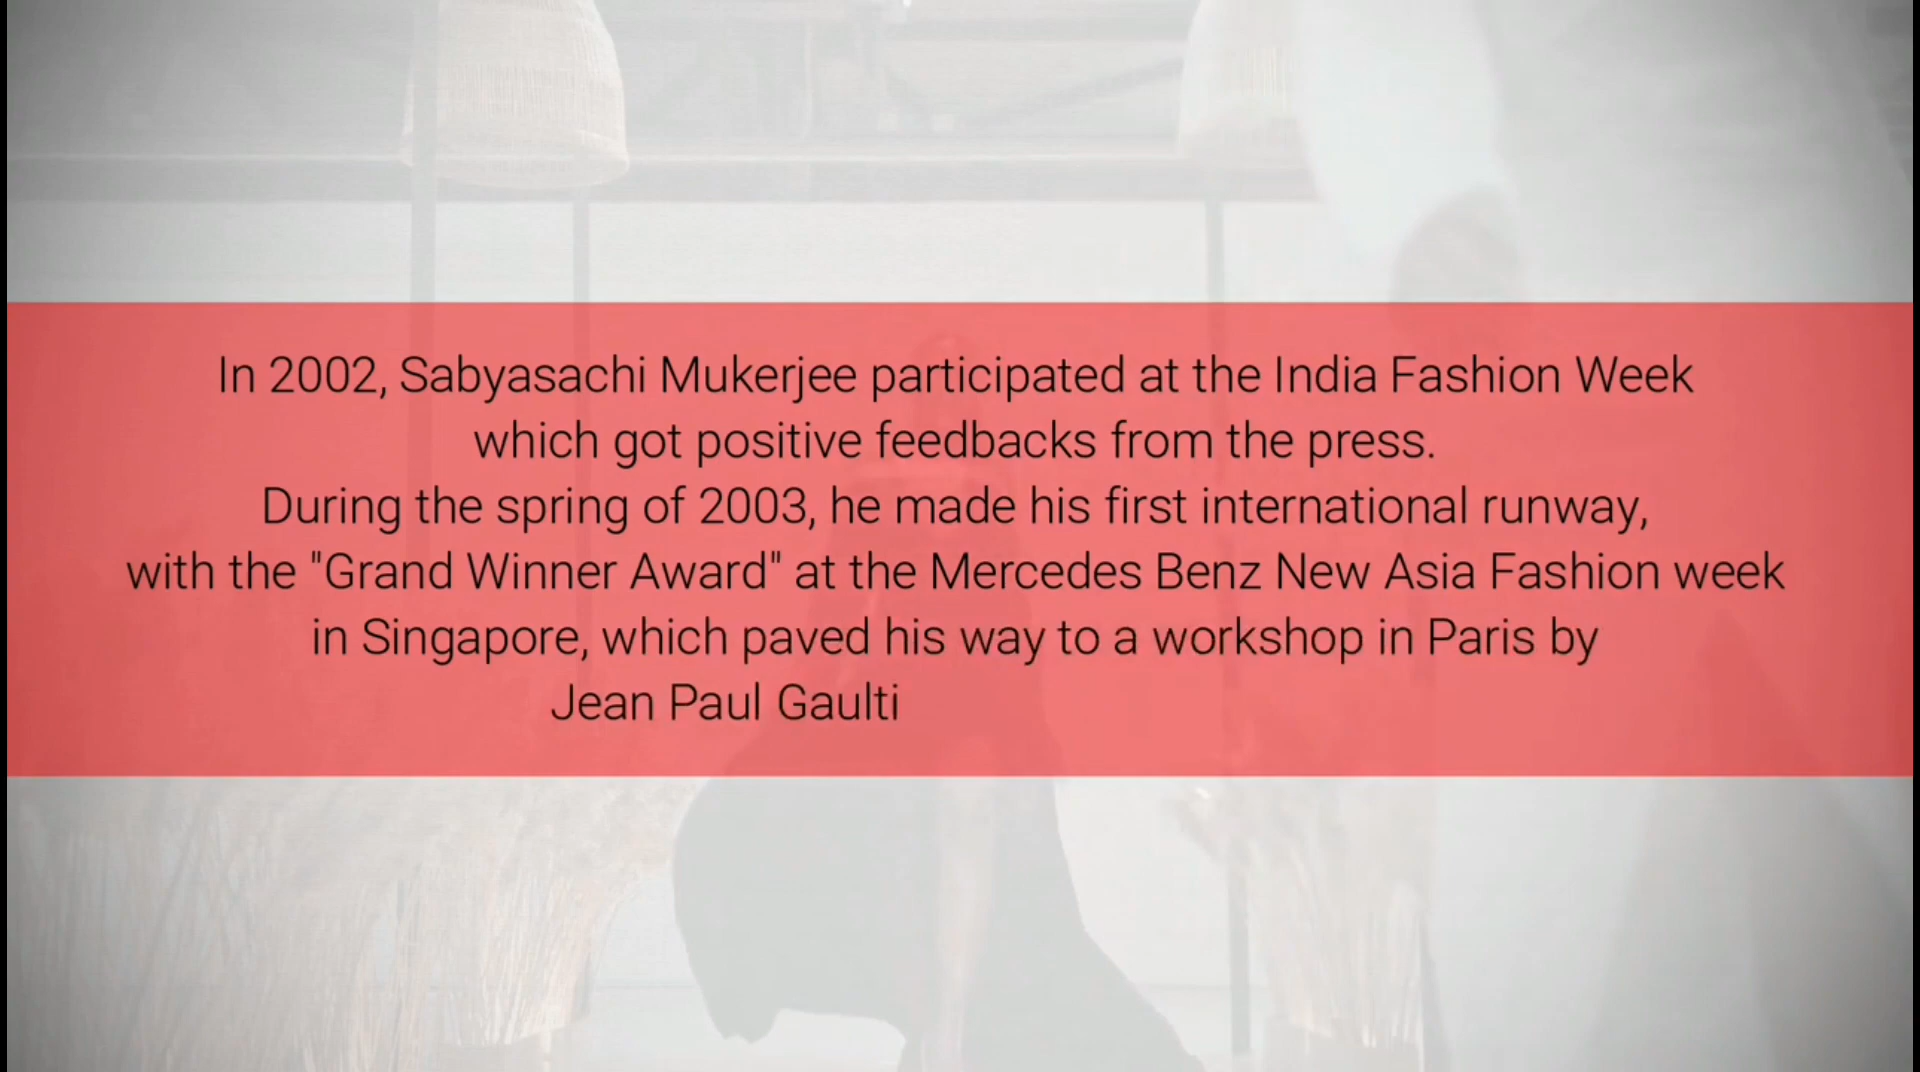 In 2002, Sabyasachi Mukerjee participated at the India Fashion Week
which got positive feedbacks from the press.
During the spring of 2003, he made his first international runway,
with the "Grand Winner Award" at the Mercedes Benz New Asia Fashion week
in Singapore, which paved his way to a workshop in Paris by
Jean Paul Gaulti